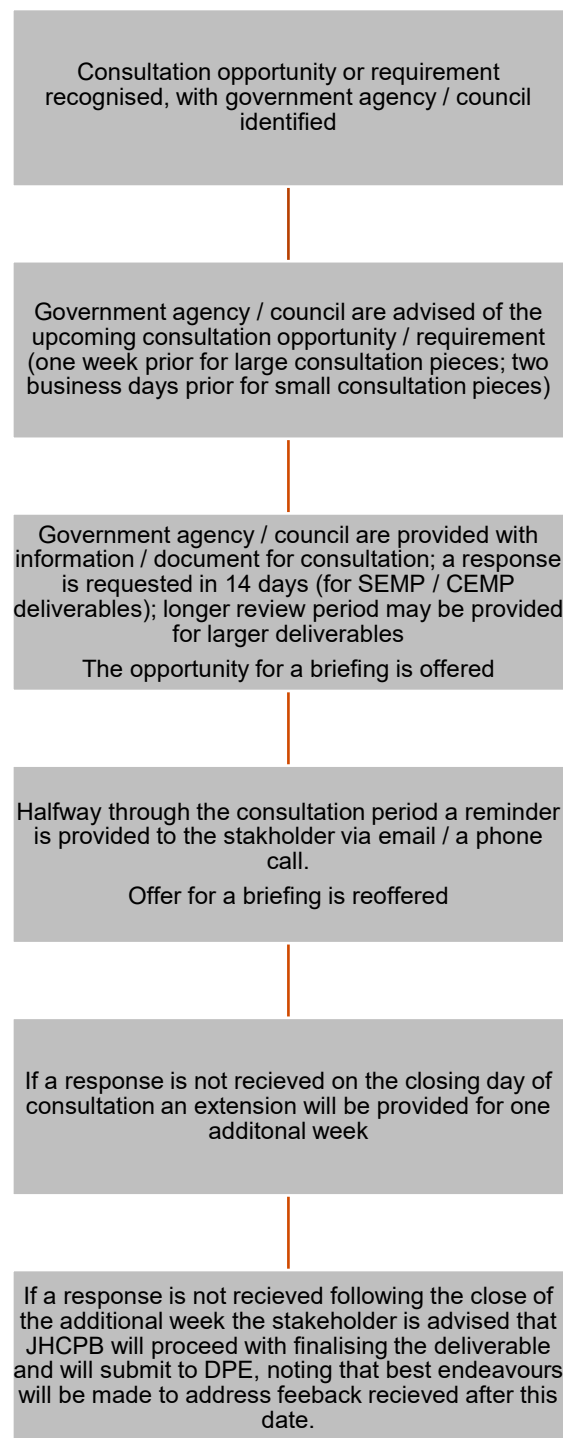 Consultation opportunity or requirement
recognised, with government agency / council
identified
Government agency / council are advised of the
upcoming consultation opportunity / requirement
(one week prior for large consultation pieces; two
business days prior for small consultation pieces)
Government agency / council are provided with
information / document for consultation; a response
is requested in 14 days (for SEMP / CEMP
deliverables); longer review period may be provided
for larger deliverables
The opportunity for a briefing is offered
Halfway through the consultation period a reminder
is provided to the stakholder via email / a phone
call.
Offer for a briefing is reoffered
If a response is not recieved on the closing day of
consultation an extension will be provided for one
additonal week
If a response is not recieved following the close of
the additional week the stakeholder is advised that
JHCPB will proceed with finalising the deliverable
and will submit to DPE, noting that best endeavours
will be made to address feeback recieved after this
date.